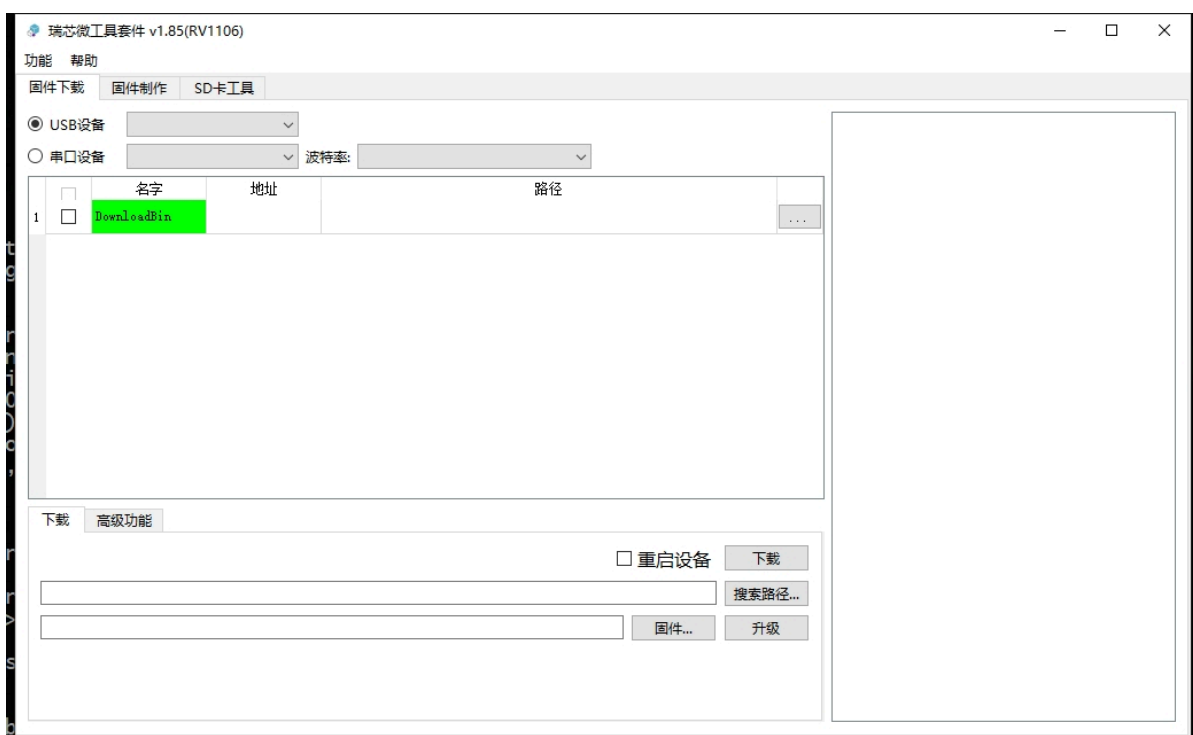 瑞芯微工具套件 v1.85(RV1106)
功能 帮助
固件下载 固件制作 SD卡工具
USB设备
串口设备 波特率:
名字 地址 路径
1 DownloadBin ...
下载 高级功能
重启设备 下载
搜索路径...
固件... 升级